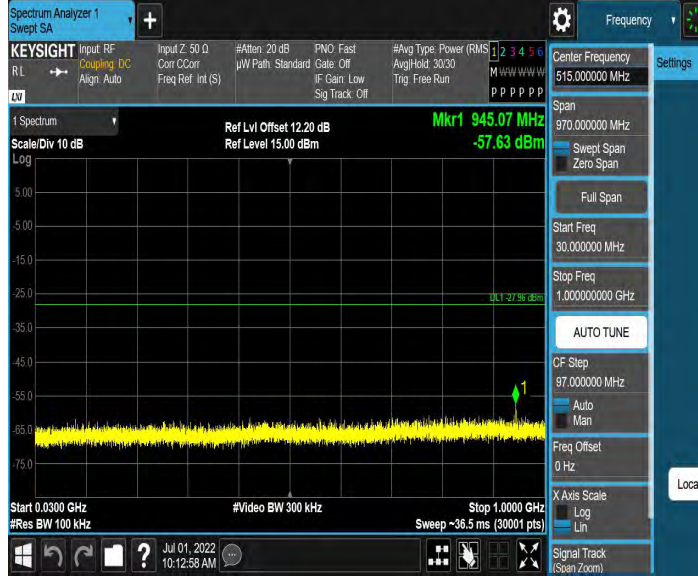 Spectrum Analyzer 1
Swept SA
+
Frequency
KEYSIGHT
RL
LXI
Input: RF
Coupling: DC
Align: Auto
Input Z: 50 Ω
Corr CCorr
Freq Ref: Int (S)
#Atten: 20 dB
µW Path: Standard
PNO: Fast
Gate: Off
IF Gain: Low
Sig Track: Off
#Avg Type: Power (RMS
Avg|Hold: 30/30
Trig: Free Run
1 2 3 4 5 6
M W W W W W
P P P P P P
1 Spectrum
Scale/Div 10 dB
Ref Lvl Offset 12.20 dB
Ref Level 15.00 dBm
Mkr1 945.07 MHz
-57.63 dBm
Log
5.00
-5.00
-15.0
-25.0
DL1 -27.96 dBm
-35.0
-45.0
1
-55.0
-65.0
-75.0
Start 0.0300 GHz
#Res BW 100 kHz
#Video BW 300 kHz
Stop 1.0000 GHz
Sweep ~36.5 ms (30001 pts)
?
Jul 01, 2022
10:12:58 AM
Center Frequency
515.000000 MHz
Settings
Span
970.000000 MHz
Swept Span
Zero Span
Full Span
Start Freq
30.000000 MHz
Stop Freq
1.000000000 GHz
AUTO TUNE
CF Step
97.000000 MHz
Auto
Man
Freq Offset
0 Hz
X Axis Scale
Log
Lin
Loca
Signal Track
(Span Zoom)